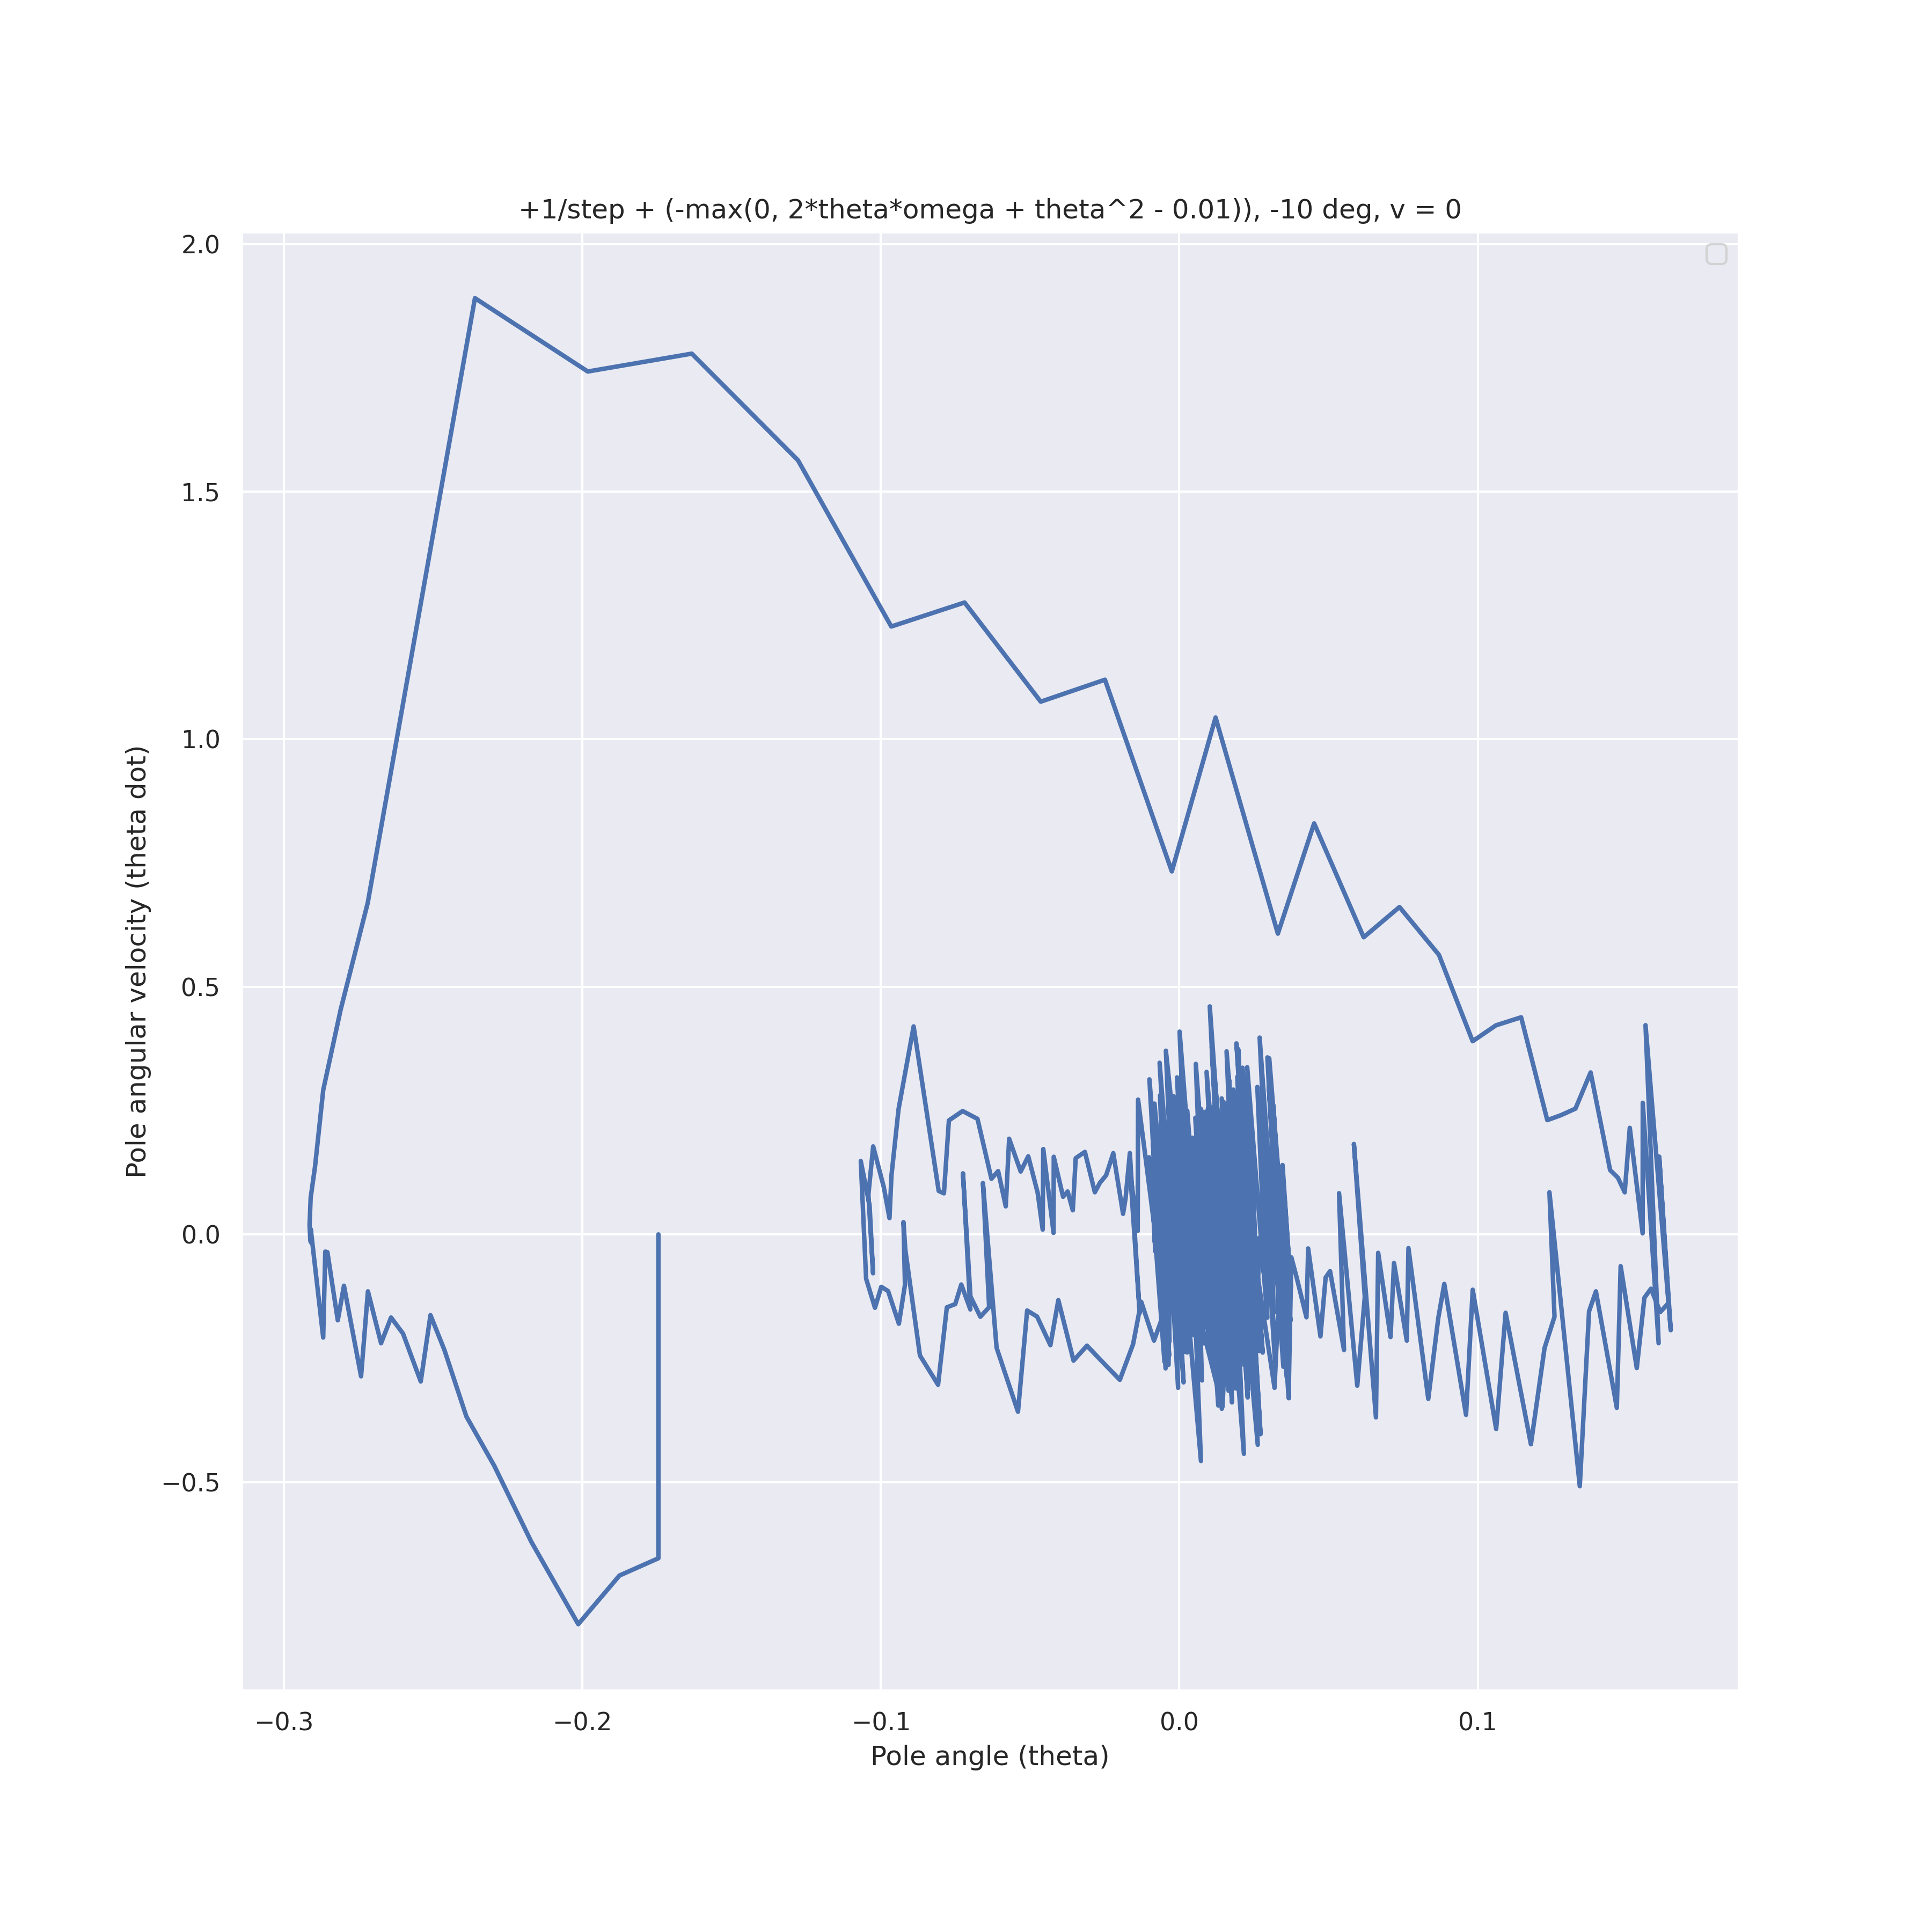 +1/step + (-max(0, 2*theta*omega + theta^2 - 0.01)), -10 deg, v = 0
2.0
1.5
1.0
0.5
0.0
−0.5
Pole angular velocity (theta dot)
−0.3 −0.2 −0.1 0.0 0.1
Pole angle (theta)